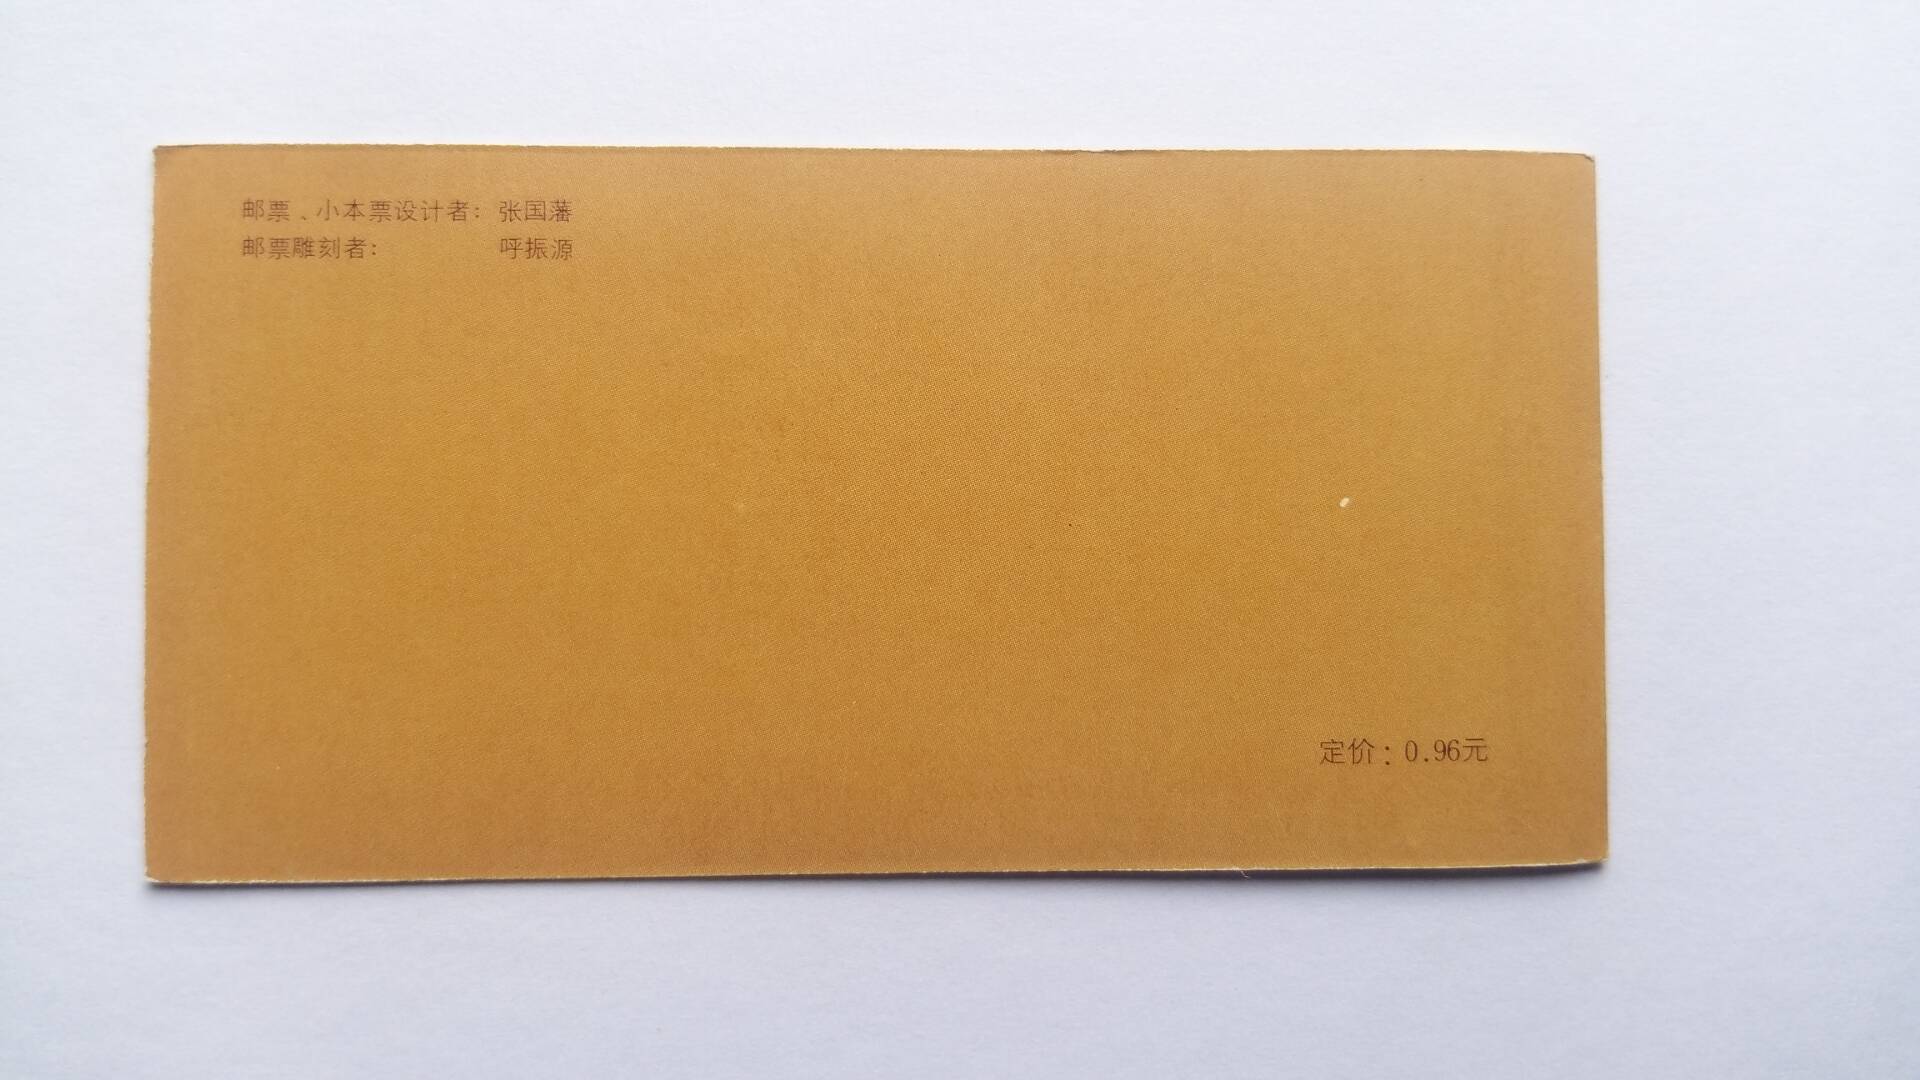 邮票、小本票设计者：张国藩
邮票雕刻者：呼振源
定价：0.96元